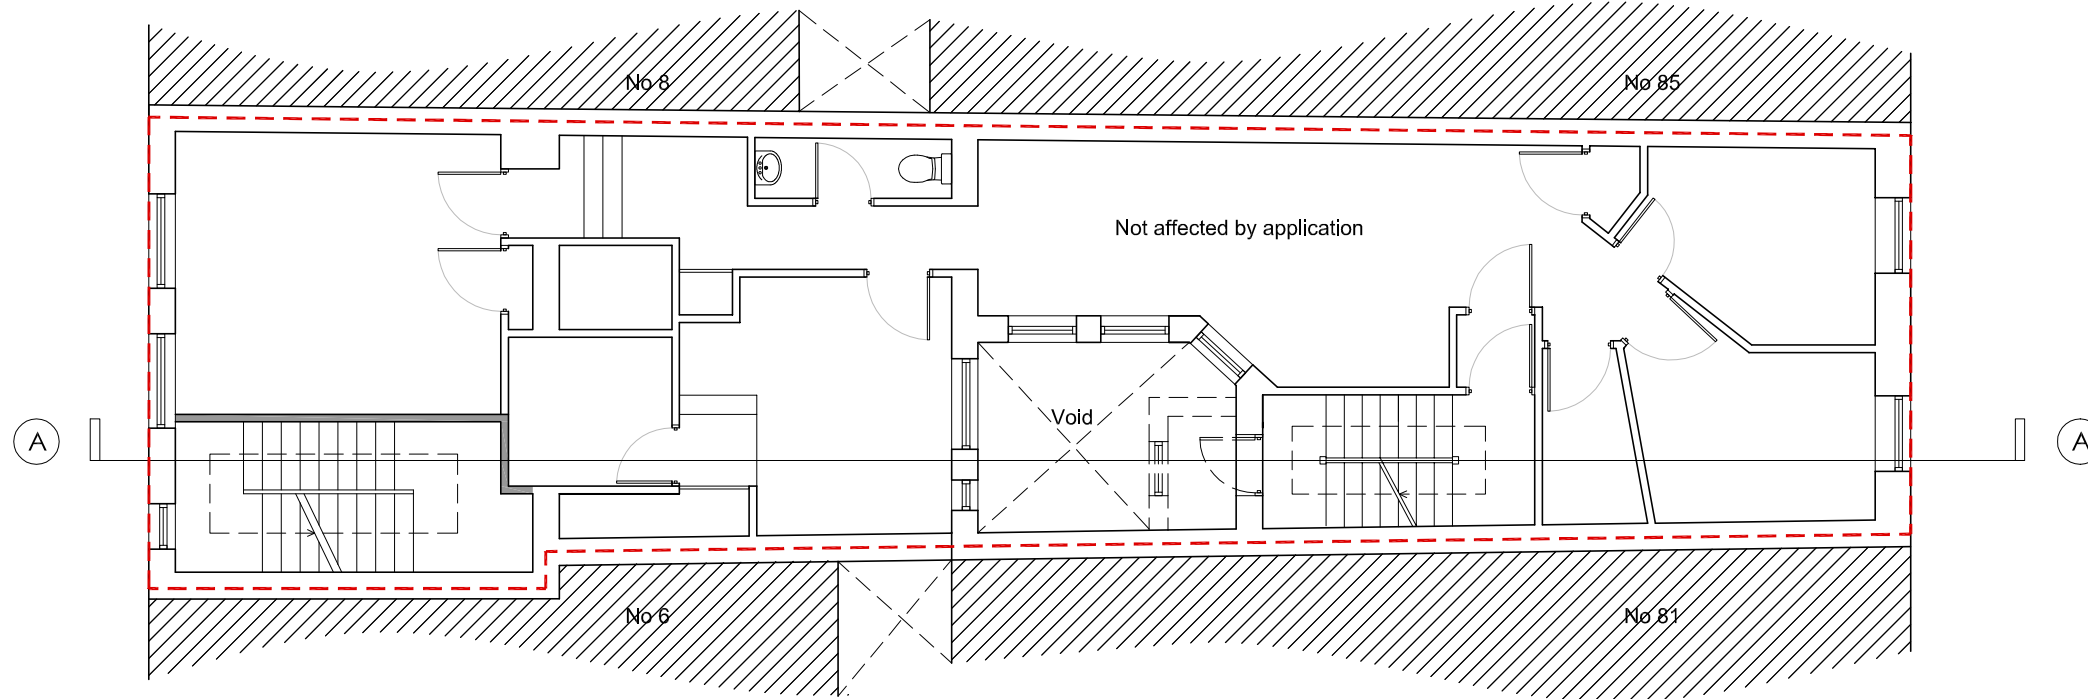 No 8
No 85
Not affected by application
Void
A
A
No 6
No 81